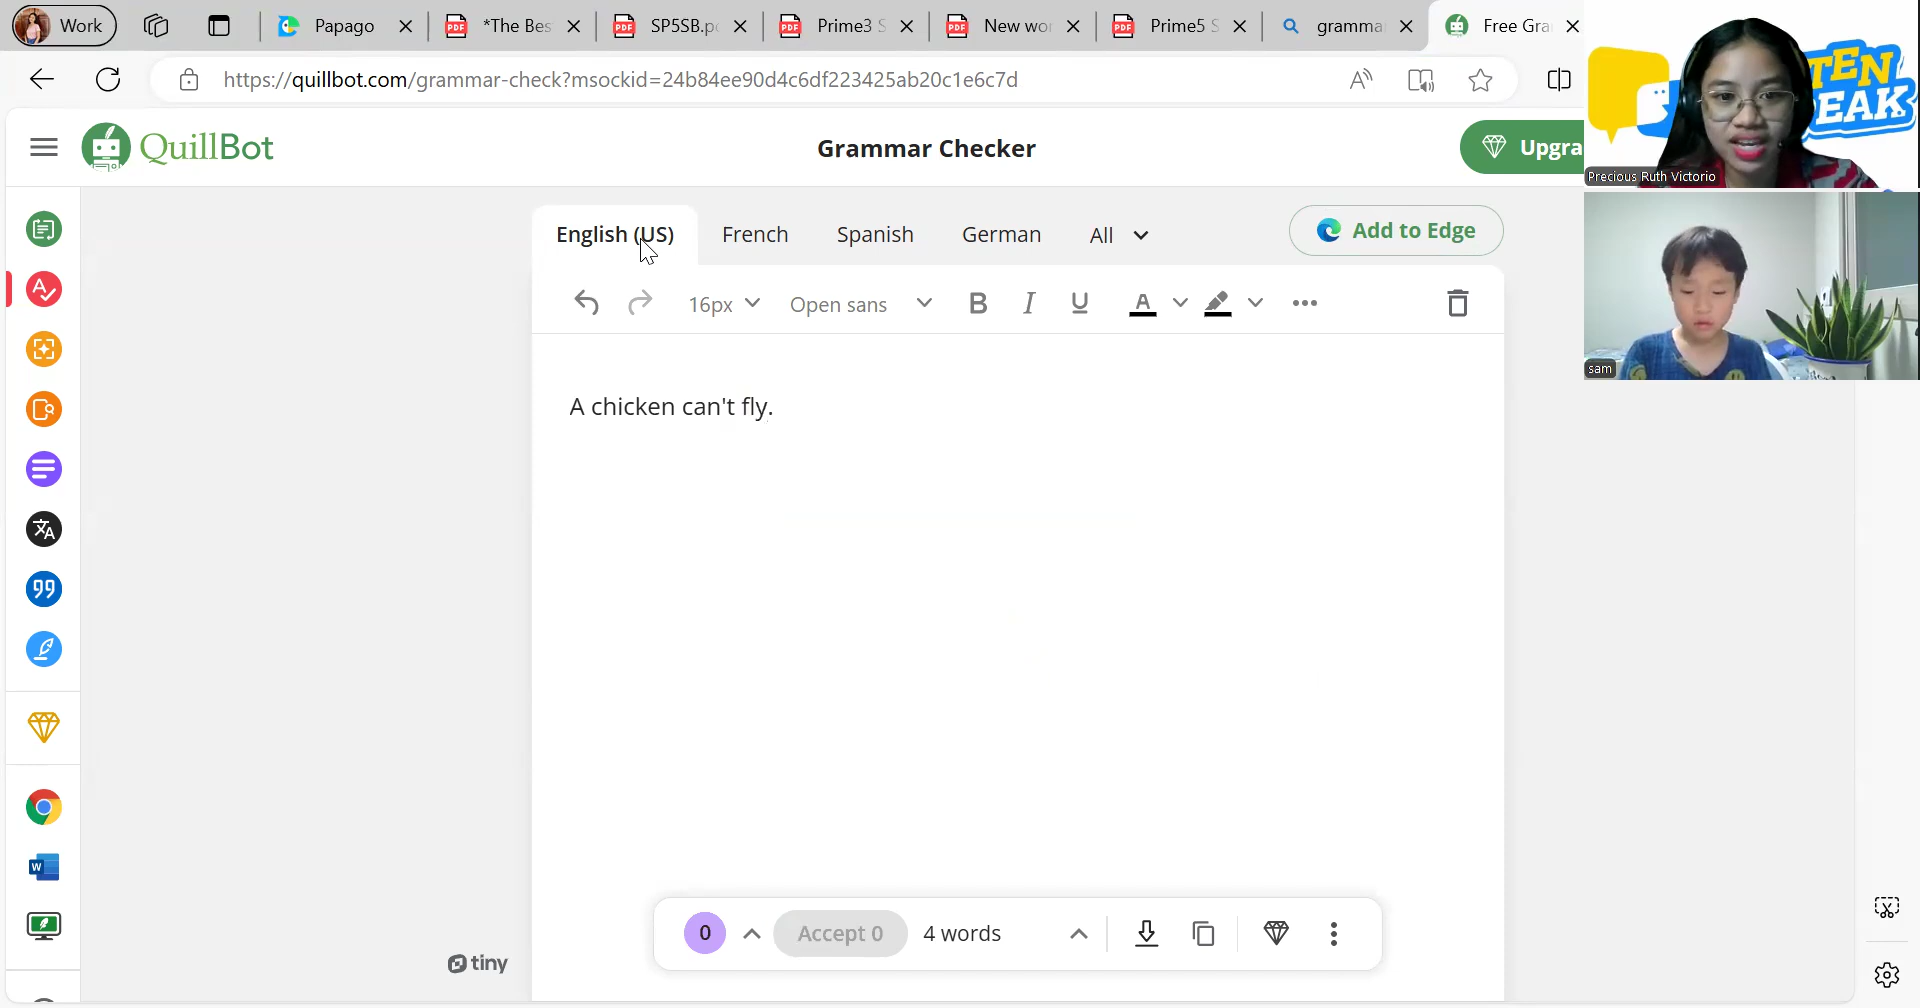 Work
Papago
*The Bes
SP5SB.p
Prime3 S
New wo
Prime5 S
gramma
Free Gra
https://quillbot.com/grammar-check?msockid=24b84ee90d4c6df223425ab20c1e6c7d
QuillBot
Grammar Checker
Upgra
TEN
EAK
Precious Ruth Victorio
sam
English (US)
French
Spanish
German
All
Add to Edge
16px
Open sans
B
I
U
A
A chicken can't fly.
0
Accept 0
4 words
tiny